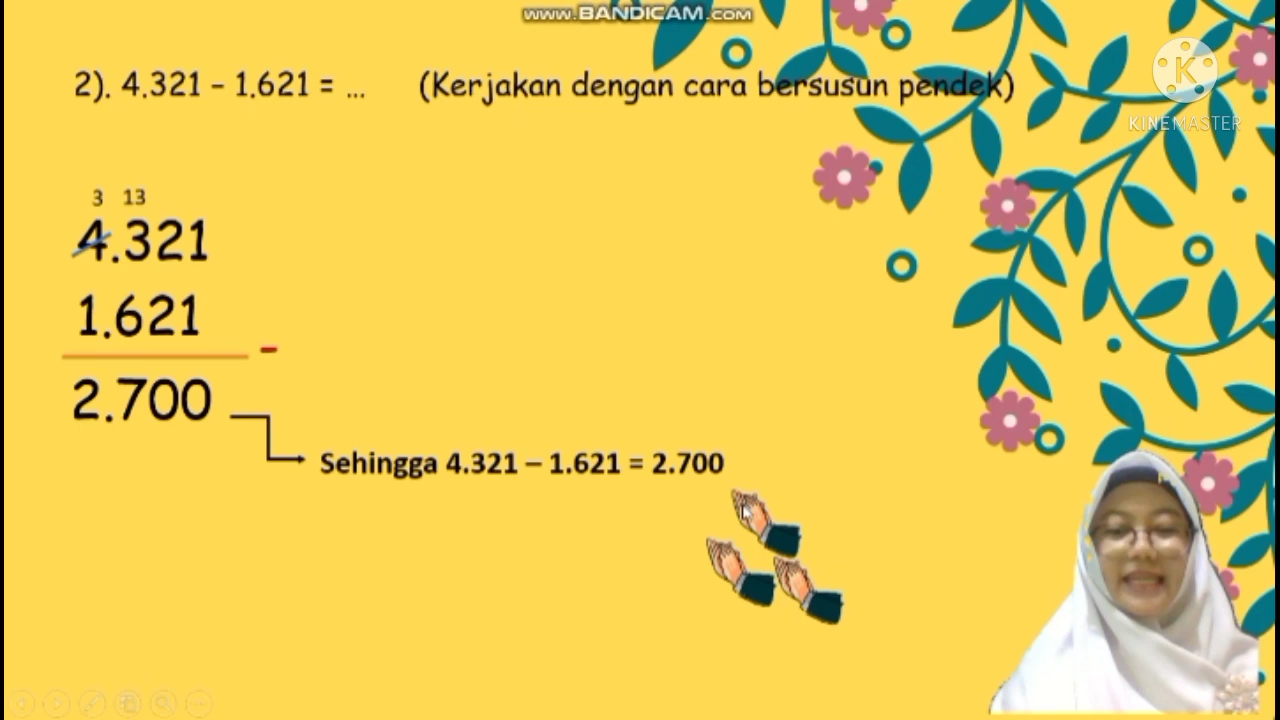 www.BANDICAM.com
2). 4.321 – 1.621 = ... (Kerjakan dengan cara bersusun pendek)
K
KINEMASTER
3 13
4.321
1.621
-
2.700
Sehingga 4.321 – 1.621 = 2.700